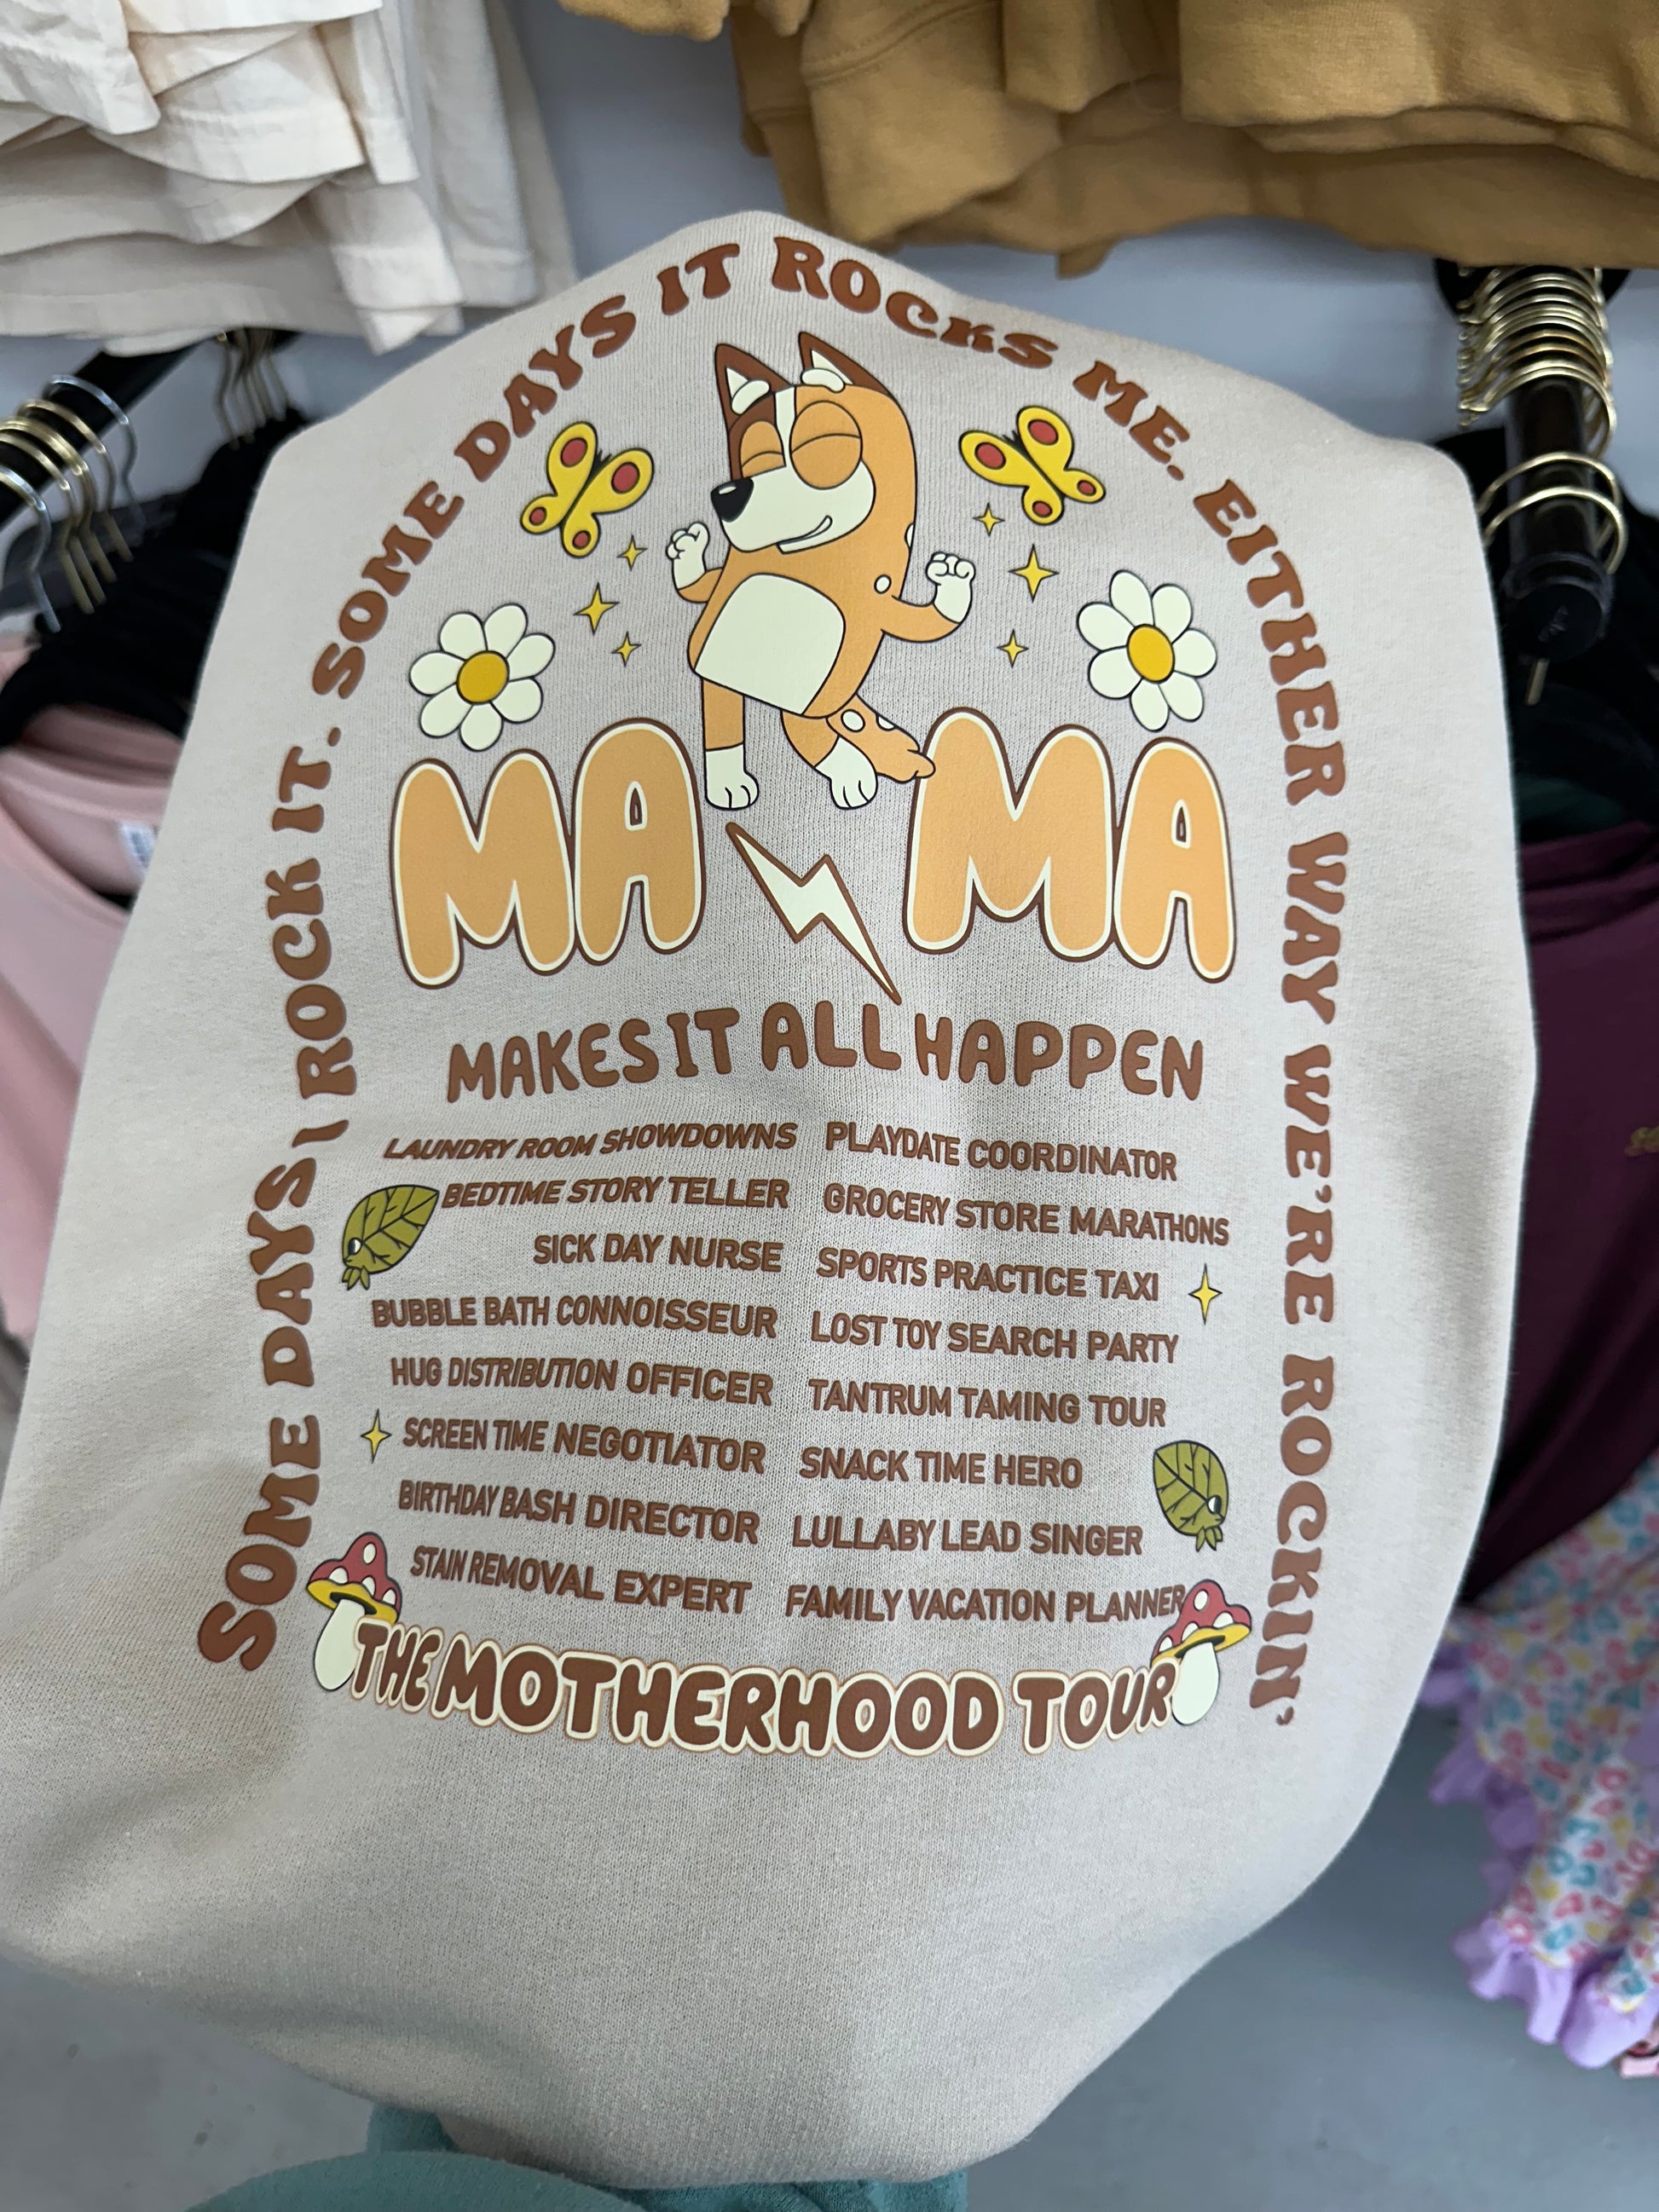 SOME DAYS I ROCK IT. SOME DAYS IT ROCKS ME. EITHER WAY WE'RE ROCKIN'
MA MA
MAKES IT ALL HAPPEN
LAUNDRY ROOM SHOWDOWNS PLAYDATE COORDINATOR
BEDTIME STORY TELLER GROCERY STORE MARATHONS
SICK DAY NURSE SPORTS PRACTICE TAXI
BUBBLE BATH CONNOISSEUR LOST TOY SEARCH PARTY
HUG DISTRIBUTION OFFICER TANTRUM TAMING TOUR
SCREEN TIME NEGOTIATOR SNACK TIME HERO
BIRTHDAY BASH DIRECTOR LULLABY LEAD SINGER
STAIN REMOVAL EXPERT FAMILY VACATION PLANNER
THE MOTHERHOOD TOUR